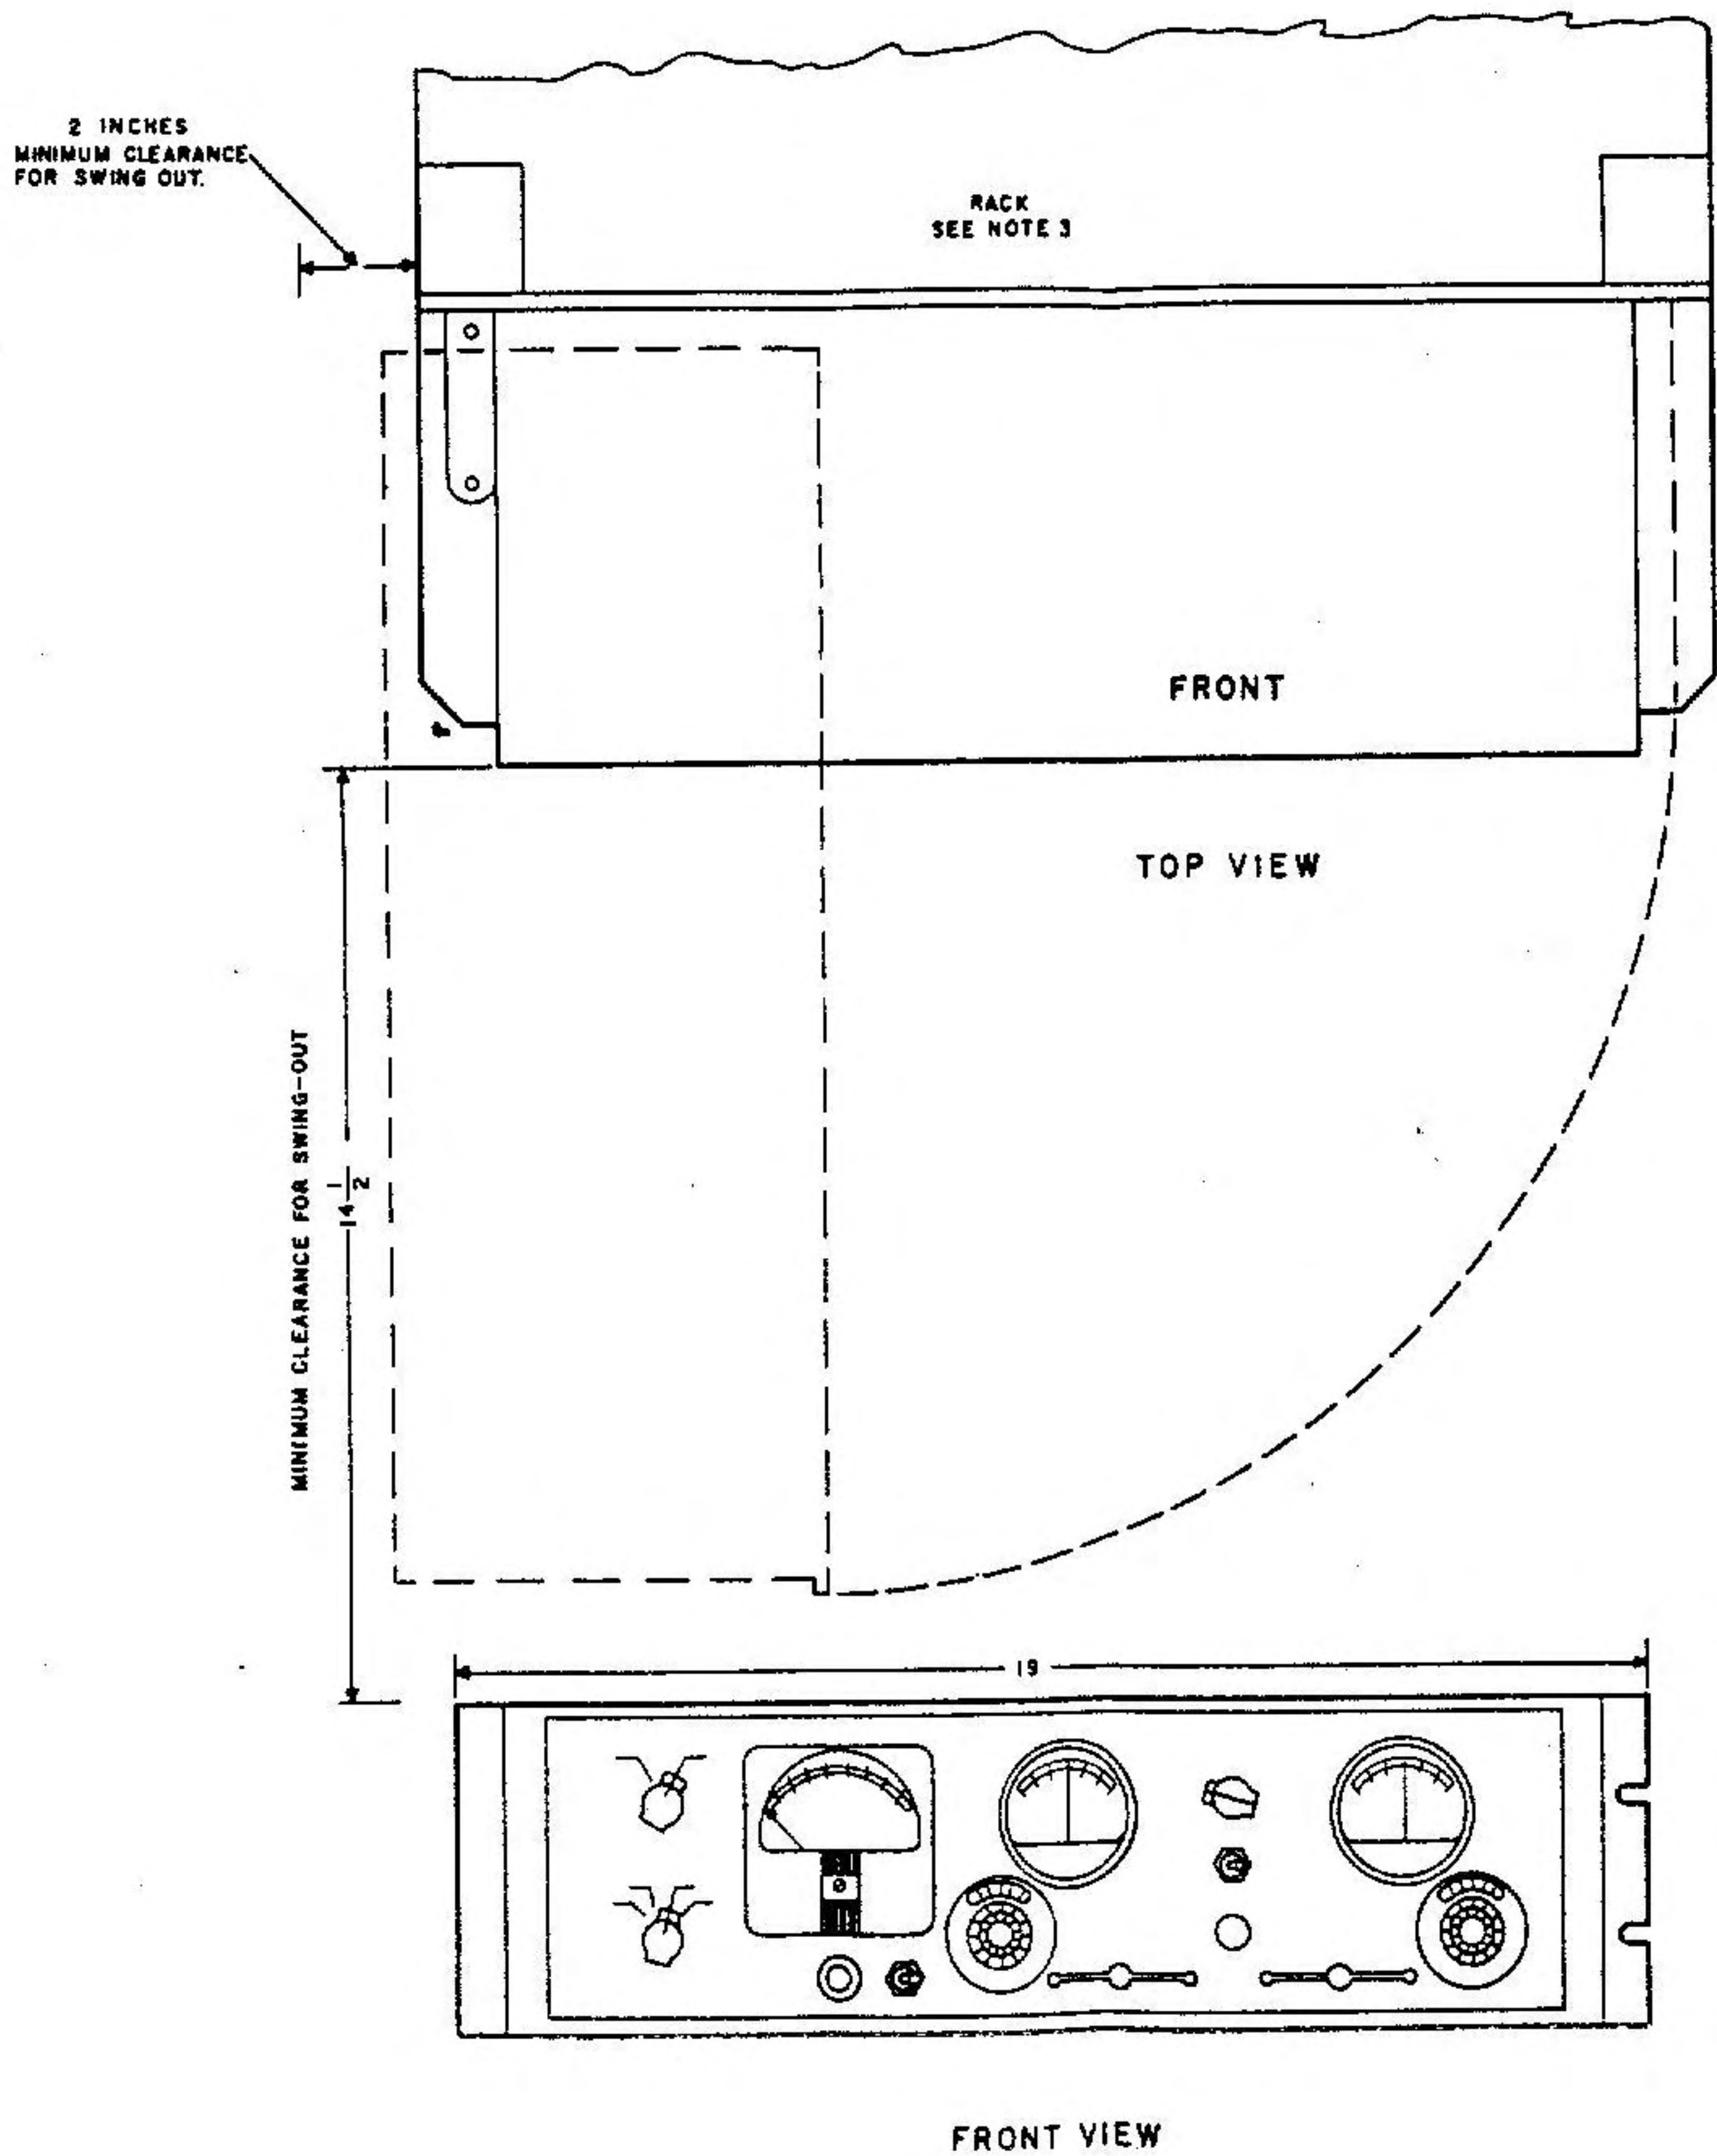 2 INCHES
MINIMUM CLEARANCE
FOR SWING OUT.
RACK
SEE NOTE 3
FRONT
TOP VIEW
MINIMUM CLEARANCE FOR SWING-OUT
14 1/2
19
FRONT VIEW